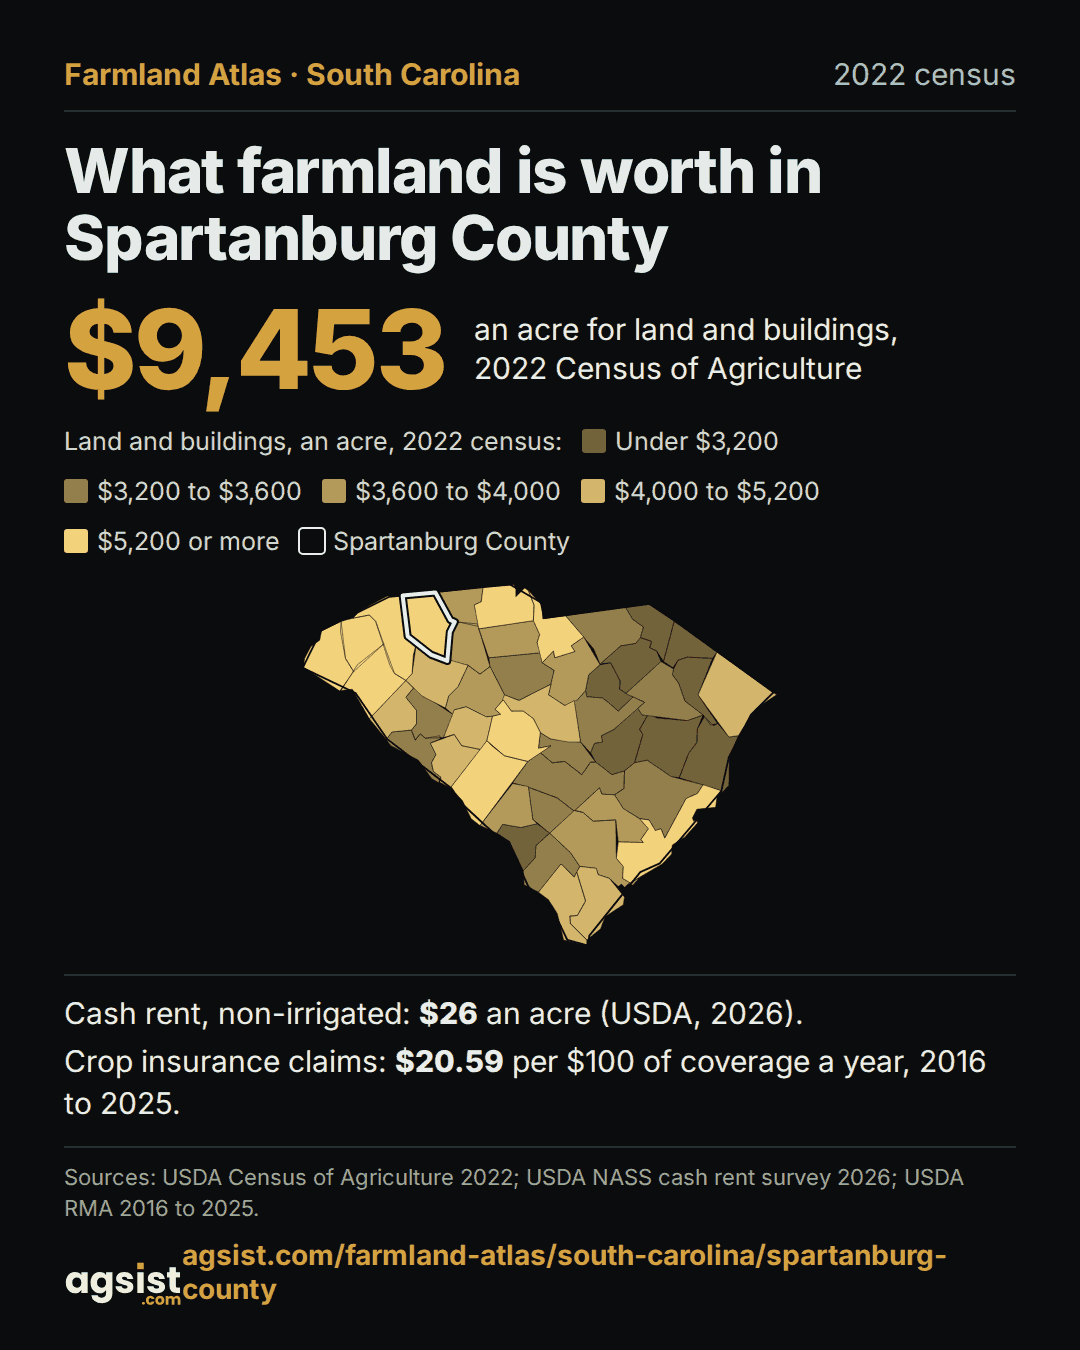 Farmland Atlas · South Carolina
2022 census
What farmland is worth in
Spartanburg County
$9,453
an acre for land and buildings,
2022 Census of Agriculture
Land and buildings, an acre, 2022 census: Under $3,200
$3,200 to $3,600 $3,600 to $4,000 $4,000 to $5,200
$5,200 or more Spartanburg County
Cash rent, non-irrigated: $26 an acre (USDA, 2026).
Crop insurance claims: $20.59 per $100 of coverage a year, 2016
to 2025.
Sources: USDA Census of Agriculture 2022; USDA NASS cash rent survey 2026; USDA
RMA 2016 to 2025.
agsist
.com
agsist.com/farmland-atlas/south-carolina/spartanburg-
county